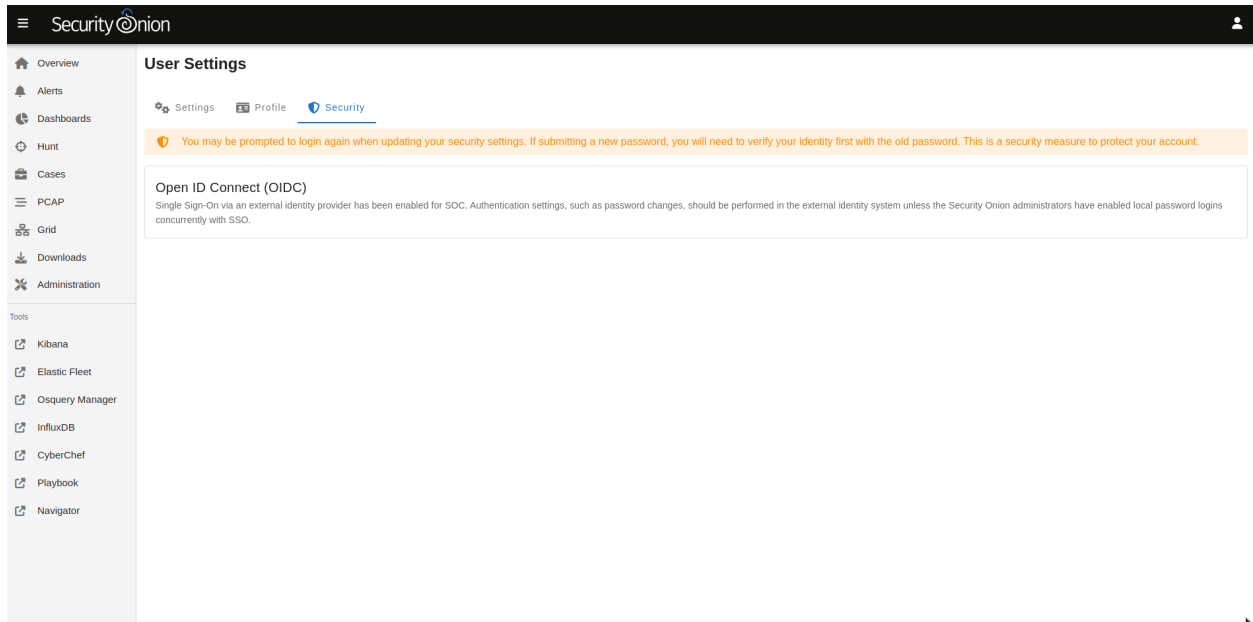 Security Onion
Overview
Alerts
Dashboards
Hunt
Cases
PCAP
Grid
Downloads
Administration
Tools
Kibana
Elastic Fleet
Osquery Manager
InfluxDB
CyberChef
Playbook
Navigator
User Settings
Settings Profile Security
You may be prompted to login again when updating your security settings. If submitting a new password, you will need to verify your identity first with the old password. This is a security measure to protect your account.
Open ID Connect (OIDC)
Single Sign-On via an external identity provider has been enabled for SOC. Authentication settings, such as password changes, should be performed in the external identity system unless the Security Onion administrators have enabled local password logins
concurrently with SSO.